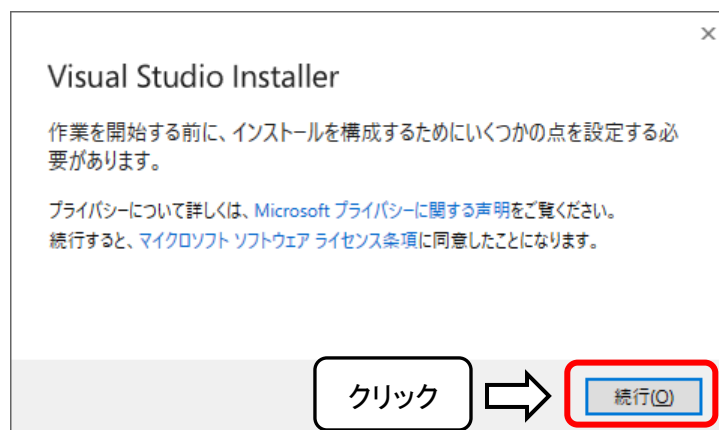 Visual Studio Installer
作業を開始する前に、インストールを構成するためにいくつかの点を設定する必
要があります。
プライバシーについて詳しくは、Microsoft プライバシーに関する声明をご覧ください。
続行すると、マイクロソフト ソフトウェア ライセンス条項に同意したことになります。
クリック
続行(O)